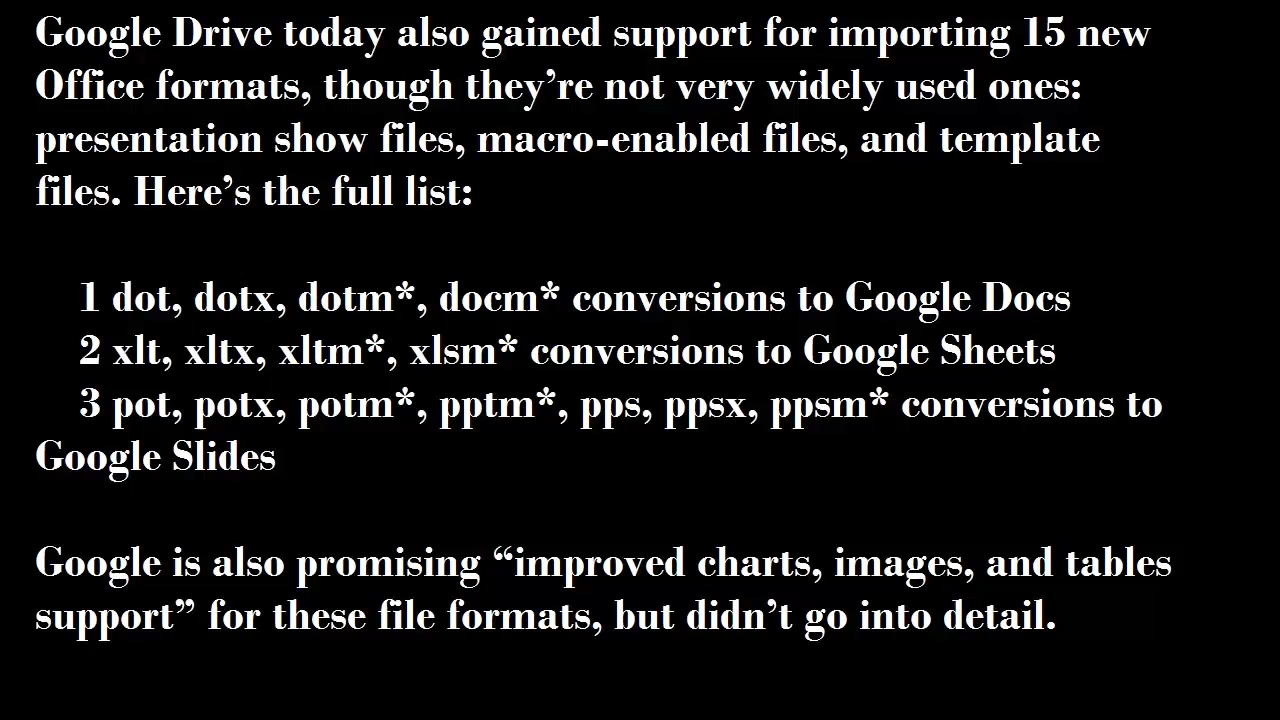 Google Drive today also gained support for importing 15 new
Office formats, though they’re not very widely used ones:
presentation show files, macro-enabled files, and template
files. Here’s the full list:
1 dot, dotx, dotm*, docm* conversions to Google Docs
2 xlt, xltx, xltm*, xlsm* conversions to Google Sheets
3 pot, potx, potm*, pptm*, pps, ppsx, ppsm* conversions to
Google Slides
Google is also promising “improved charts, images, and tables
support” for these file formats, but didn’t go into detail.